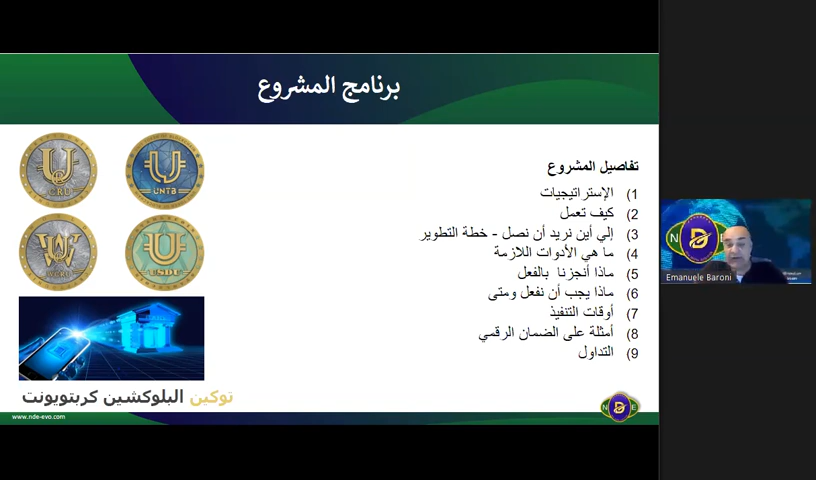 برنامج المشروع
تفاصيل المشروع
1) الإستراتيجيات
2) كيف تعمل
3) إلي أين نريد أن نصل - خطة التطوير
4) ما هي الأدوات اللازمة
5) ماذا أنجزنا بالفعل
6) ماذا يجب أن نفعل ومتى
7) أوقات التنفيذ
8) أمثلة على الضمان الرقمي
9) التداول
UNTB
WCRU
توكين البلوكشين كربتويونت
www.nde-evo.com
N D E
N D E
Emanuele Baroni